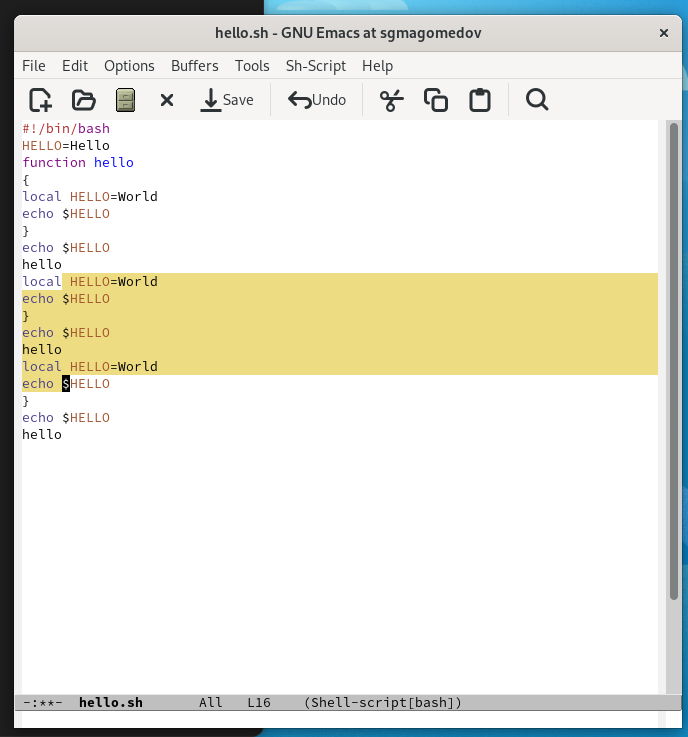 hello.sh - GNU Emacs at sgmagomedov
File Edit Options Buffers Tools Sh-Script Help
Save Undo
#!/bin/bash
HELLO=Hello
function hello
{
local HELLO=World
echo $HELLO
}
echo $HELLO
hello
local HELLO=World
echo $HELLO
}
echo $HELLO
hello
local HELLO=World
echo $HELLO
}
echo $HELLO
hello
-:**- hello.sh All L16 (Shell-script[bash])